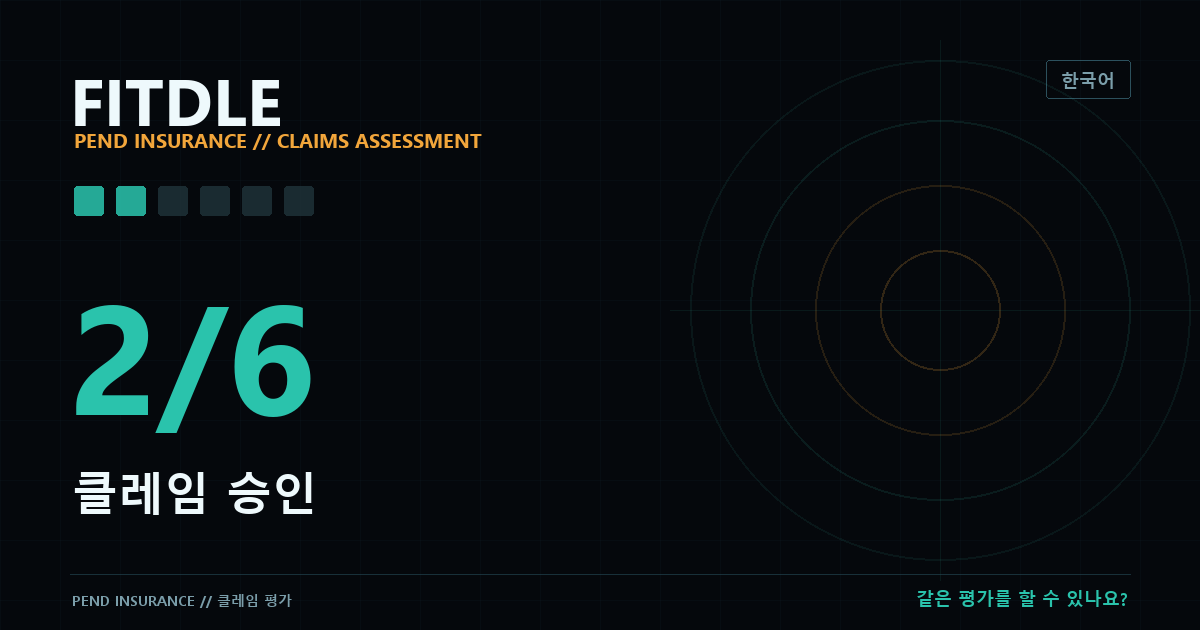 FITDLE
한국어
PEND INSURANCE // CLAIMS ASSESSMENT
2/6
클레임 승인
PEND INSURANCE // 클레임 평가
같은 평가를 할 수 있나요?